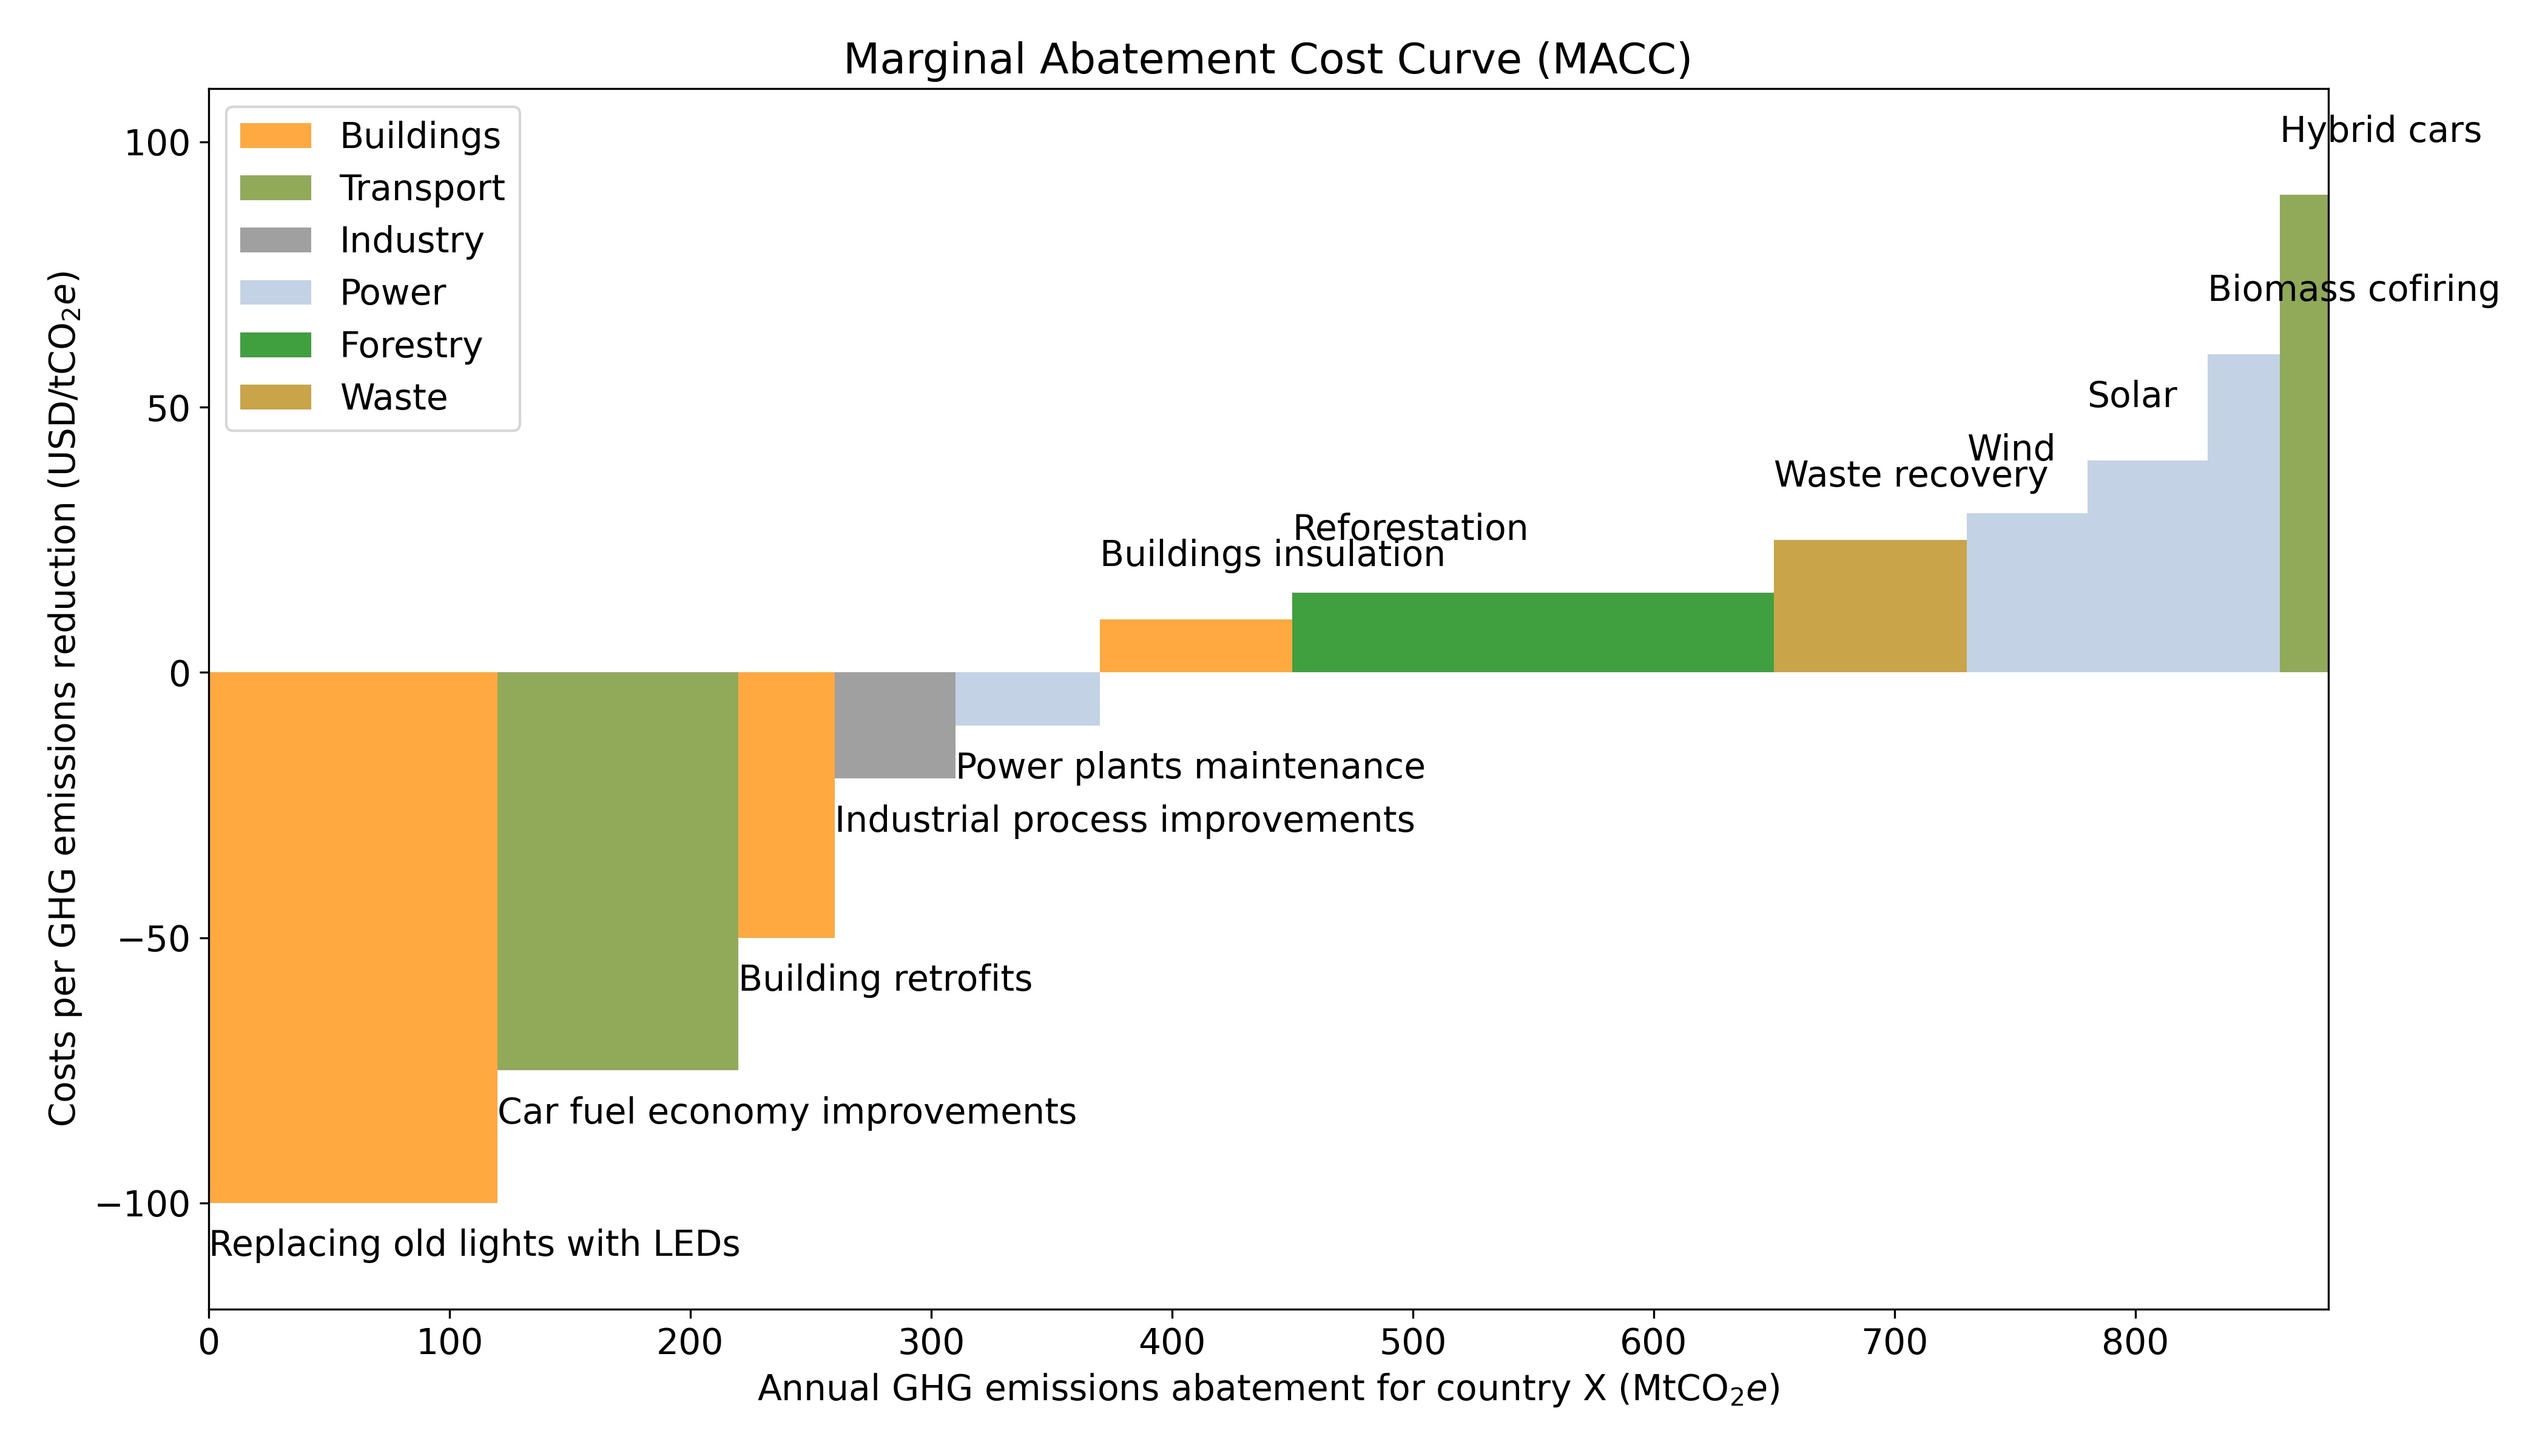 Marginal Abatement Cost Curve (MACC)
Costs per GHG emissions reduction (USD/tCO₂e)
100
50
0
−50
−100
Buildings
Transport
Industry
Power
Forestry
Waste
Hybrid cars
Biomass cofiring
Solar
Wind
Waste recovery
Reforestation
Buildings insulation
Power plants maintenance
Industrial process improvements
Building retrofits
Car fuel economy improvements
Replacing old lights with LEDs
0 100 200 300 400 500 600 700 800
Annual GHG emissions abatement for country X (MtCO₂e)